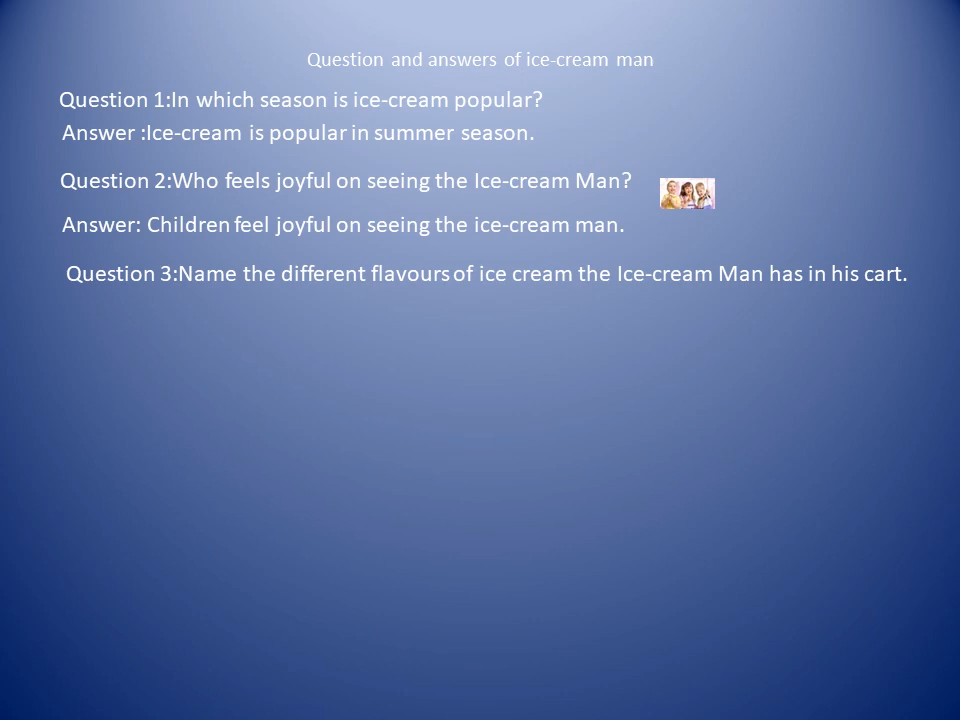 Question and answers of ice-cream man
Question 1:In which season is ice-cream popular?
Answer :Ice-cream is popular in summer season.
Question 2:Who feels joyful on seeing the Ice-cream Man?
Answer: Children feel joyful on seeing the ice-cream man.
Question 3:Name the different flavours of ice cream the Ice-cream Man has in his cart.